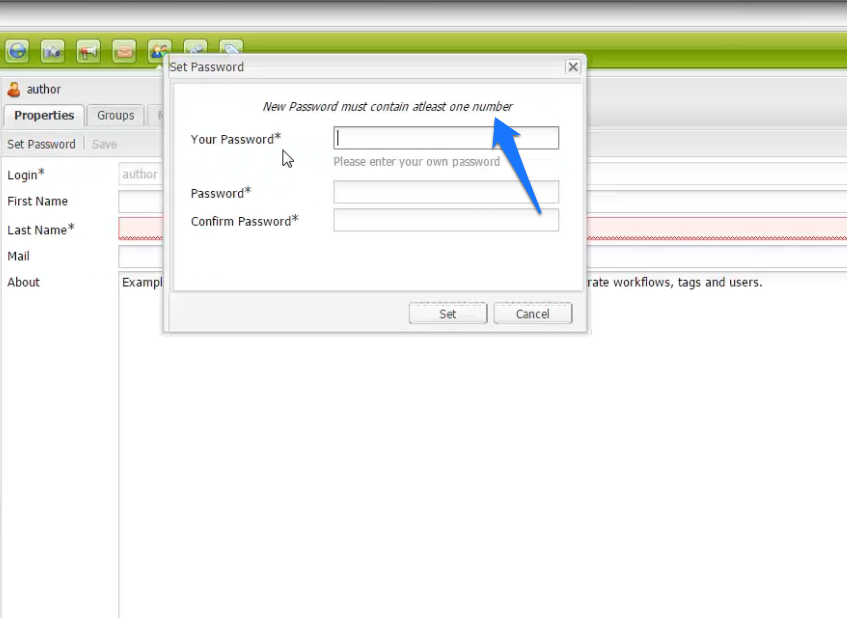 Set Password
author
New Password must contain atleast one number
Properties Groups
Your Password*
Set Password Save
Please enter your own password
Login* author
Password*
First Name
Confirm Password*
Last Name*
Mail
About Exampl rate workflows, tags and users.
Set Cancel